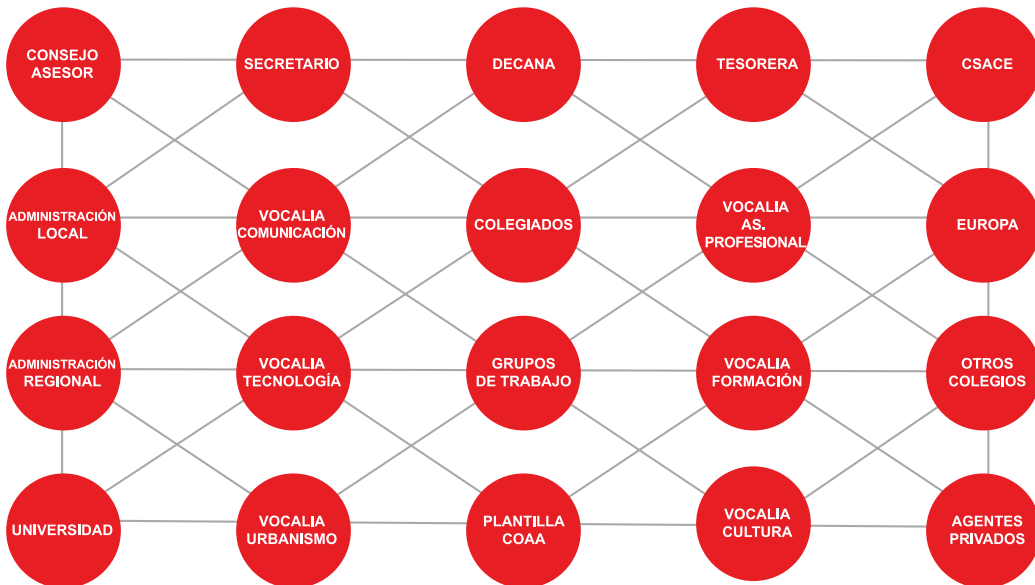 CONSEJO
ASESOR
SECRETARIO
DECANA
TESORERA
CSACE
ADMINISTRACIÓN
LOCAL
VOCALIA
COMUNICACIÓN
COLEGIADOS
VOCALIA
AS.
PROFESIONAL
EUROPA
ADMINISTRACIÓN
REGIONAL
VOCALIA
TECNOLOGÍA
GRUPOS
DE TRABAJO
VOCALIA
FORMACIÓN
OTROS
COLEGIOS
UNIVERSIDAD
VOCALIA
URBANISMO
PLANTILLA
COAA
VOCALIA
CULTURA
AGENTES
PRIVADOS